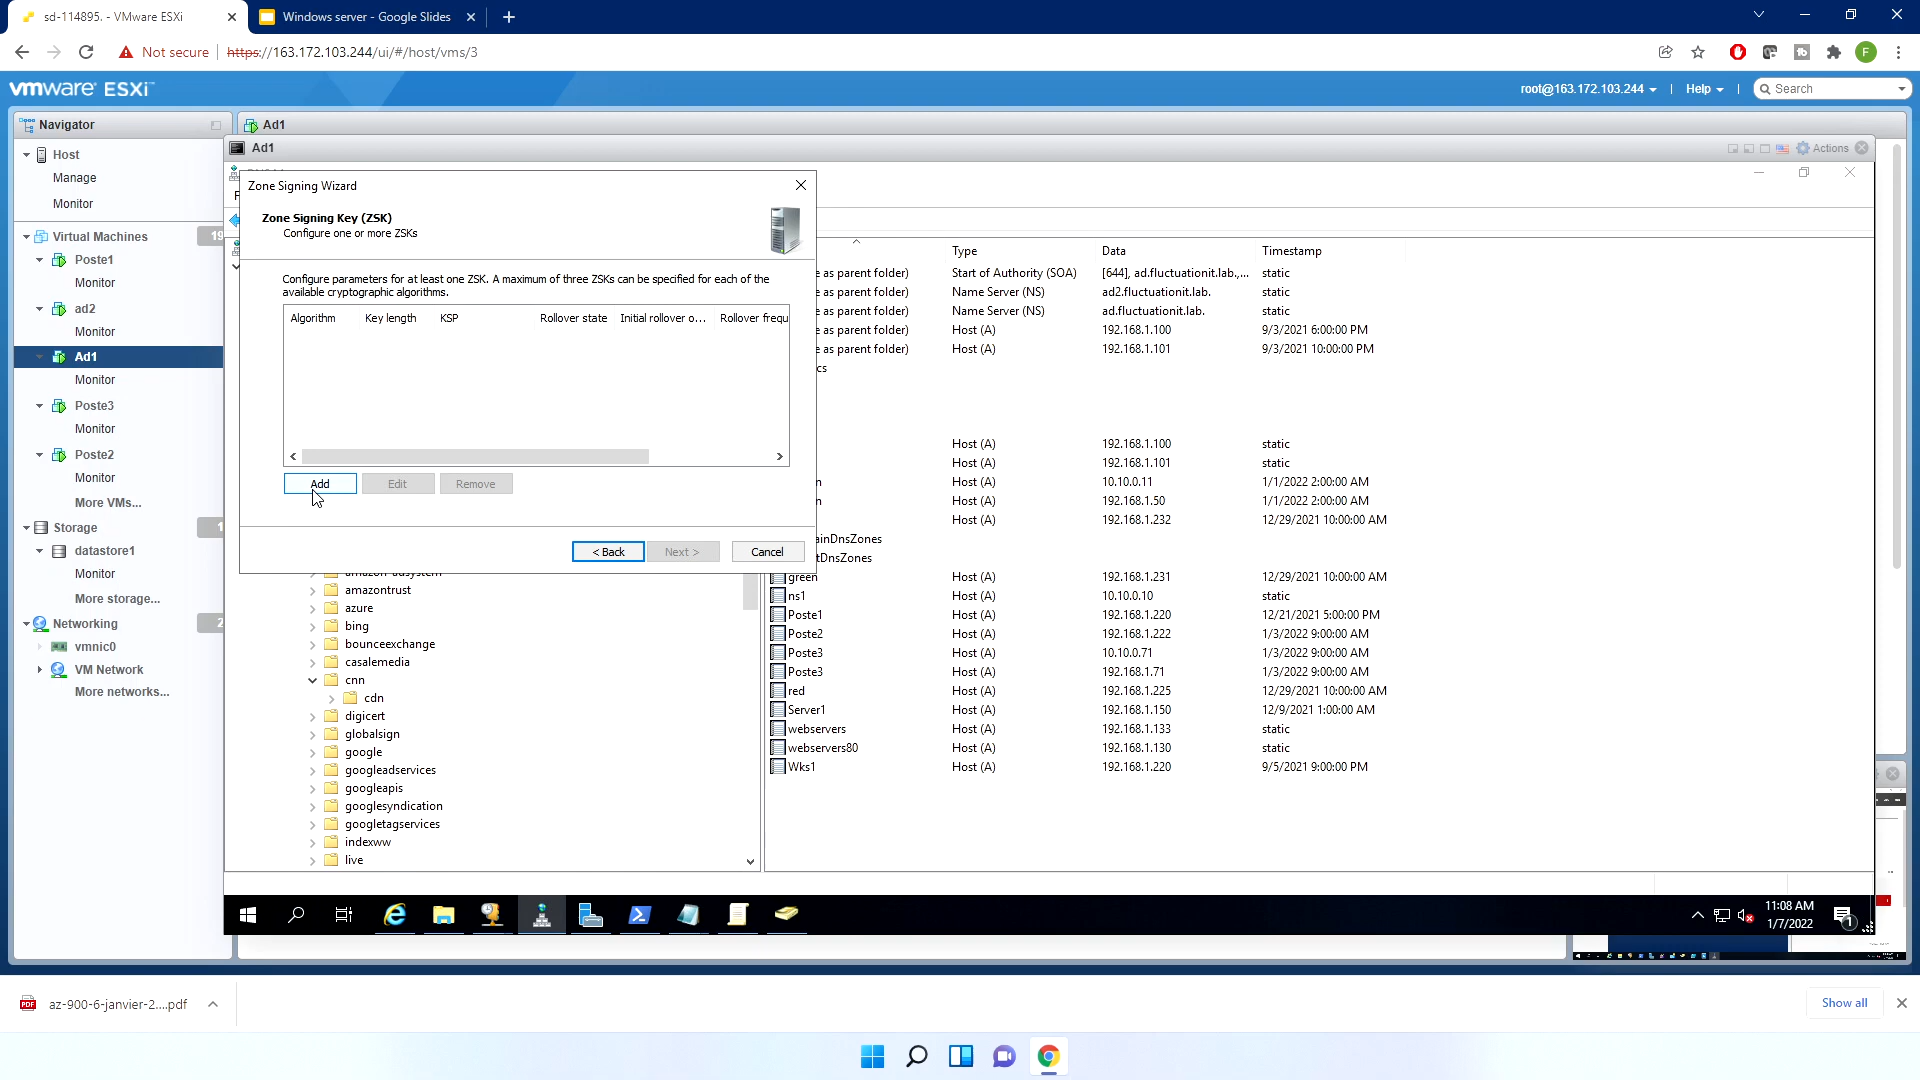 sd-114895. - VMware ESXi
Windows server - Google Slides
Not secure
https://163.172.103.244/ui/#/host/vms/3
F
vmware ESXi
root@163.172.103.244
Help
Search
Navigator
Host
Manage
Monitor
Virtual Machines
19
Poste1
Monitor
ad2
Monitor
Ad1
Monitor
Poste3
Monitor
Poste2
Monitor
More VMs...
Storage
1
datastore1
Monitor
More storage...
Networking
2
vmnic0
VM Network
More networks...
Ad1
Ad1
Actions
Zone Signing Wizard
Zone Signing Key (ZSK)
Configure one or more ZSKs
Configure parameters for at least one ZSK. A maximum of three ZSKs can be specified for each of the
available cryptographic algorithms.
Algorithm Key length KSP Rollover state Initial rollover o... Rollover frequ
Add Edit Remove
< Back Next > Cancel
amazon-adsystem
amazontrust
azure
bing
bounceexchange
casalemedia
cnn
cdn
digicert
globalsign
google
googleadservices
googleapis
googlesyndication
googletagservices
indexww
live
Type Data Timestamp
e as parent folder) Start of Authority (SOA) [644], ad.fluctuationit.lab.,... static
e as parent folder) Name Server (NS) ad2.fluctuationit.lab. static
e as parent folder) Name Server (NS) ad.fluctuationit.lab. static
e as parent folder) Host (A) 192.168.1.100 9/3/2021 6:00:00 PM
e as parent folder) Host (A) 192.168.1.101 9/3/2021 10:00:00 PM
cs
Host (A) 192.168.1.100 static
Host (A) 192.168.1.101 static
n Host (A) 10.10.0.11 1/1/2022 2:00:00 AM
n Host (A) 192.168.1.50 1/1/2022 2:00:00 AM
Host (A) 192.168.1.232 12/29/2021 10:00:00 AM
ainDnsZones
tDnsZones
green Host (A) 192.168.1.231 12/29/2021 10:00:00 AM
ns1 Host (A) 10.10.0.10 static
Poste1 Host (A) 192.168.1.220 12/21/2021 5:00:00 PM
Poste2 Host (A) 192.168.1.222 1/3/2022 9:00:00 AM
Poste3 Host (A) 10.10.0.71 1/3/2022 9:00:00 AM
Poste3 Host (A) 192.168.1.71 1/3/2022 9:00:00 AM
red Host (A) 192.168.1.225 12/29/2021 10:00:00 AM
Server1 Host (A) 192.168.1.150 12/9/2021 1:00:00 AM
webservers Host (A) 192.168.1.133 static
webservers80 Host (A) 192.168.1.130 static
Wks1 Host (A) 192.168.1.220 9/5/2021 9:00:00 PM
11:08 AM
1/7/2022
1
PDF
az-900-6-janvier-2....pdf
Show all